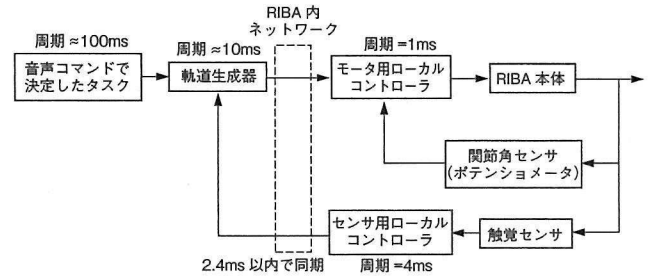 RIBA 内
ネットワーク
周期≈100ms
周期≈10ms
周期=1ms
音声コマンドで
決定したタスク
軌道生成器
モータ用ローカル
コントローラ
RIBA 本体
関節角センサ
(ポテンショメータ)
センサ用ローカル
コントローラ
触覚センサ
2.4ms 以内で同期
周期=4ms